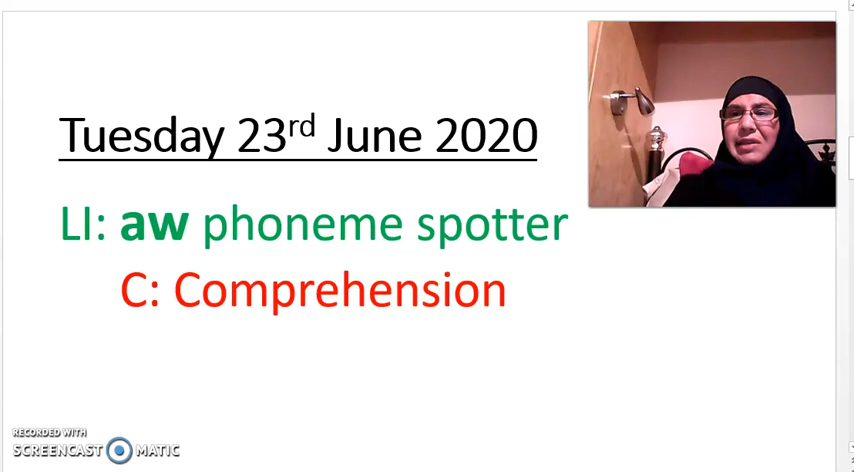 Tuesday 23rd June 2020
LI: aw phoneme spotter
C: Comprehension
RECORDED WITH
SCREENCAST MATIC